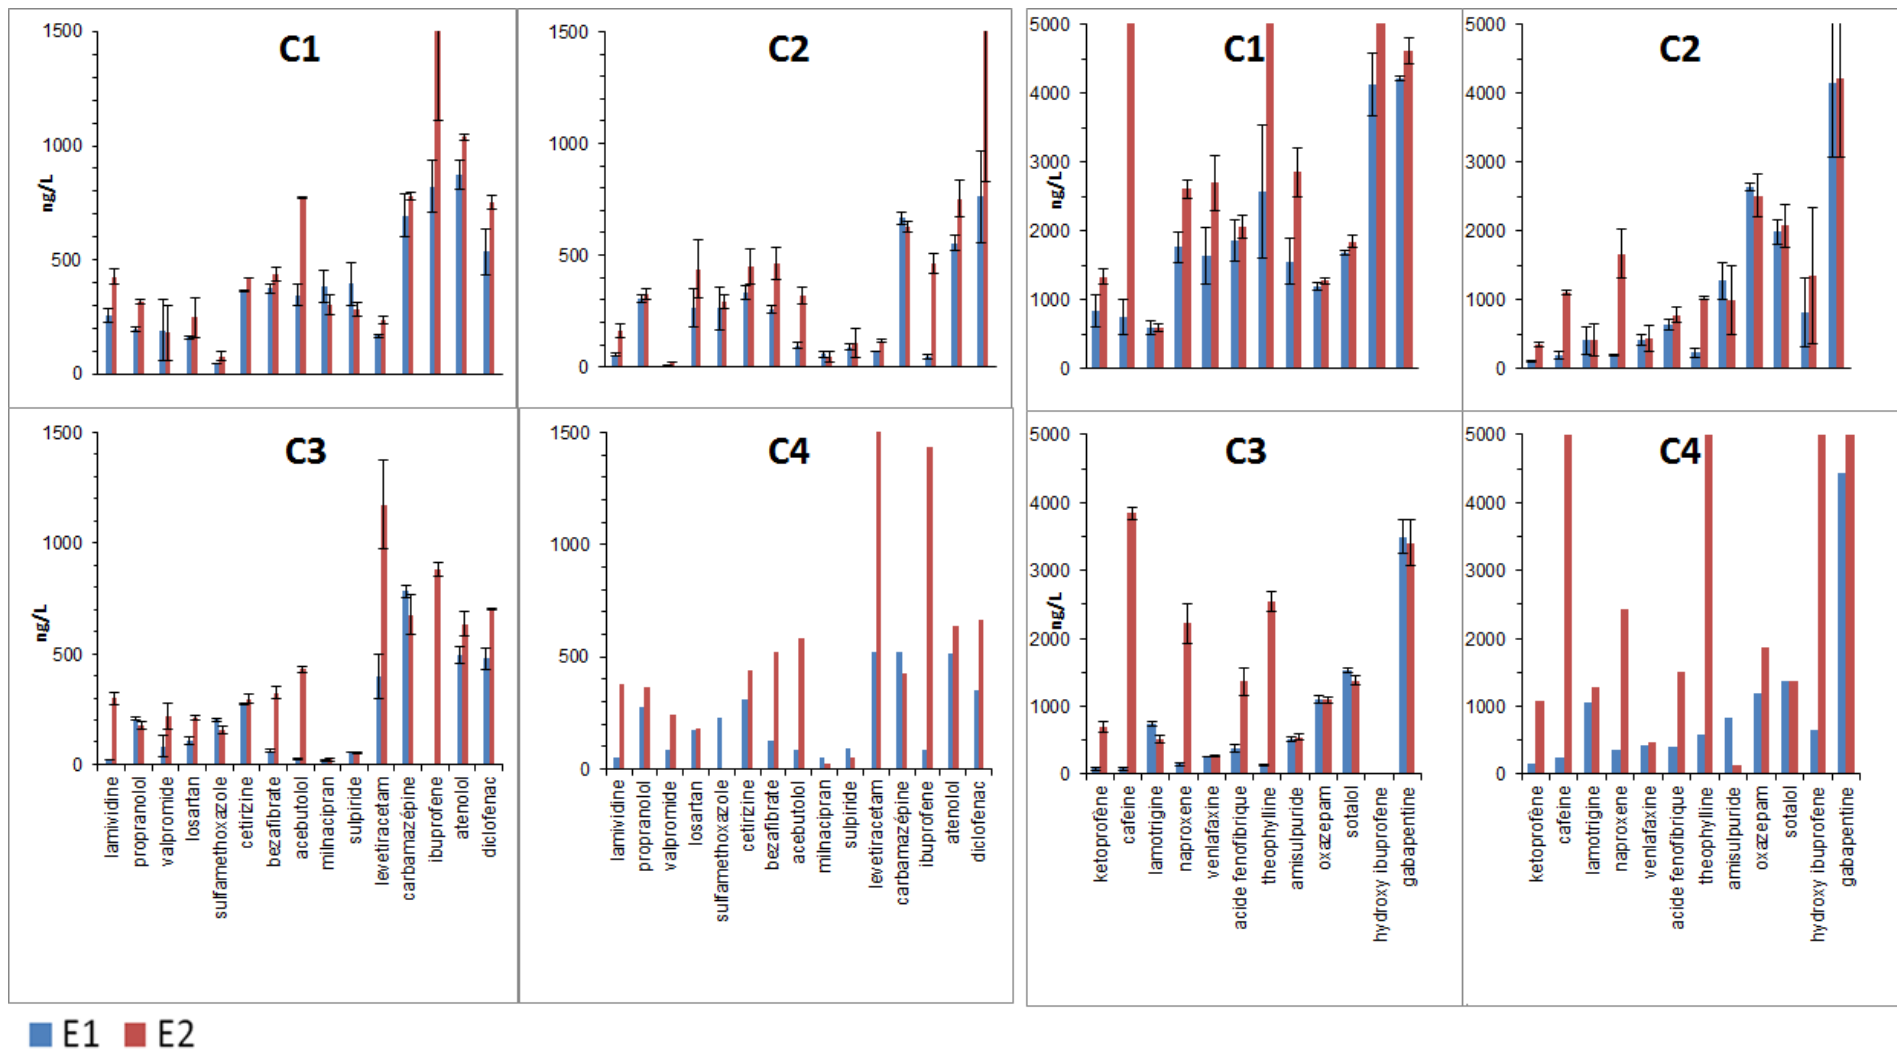 C1
1500
1000
500
0
ng/L
C2
1500
1000
500
0
C1
5000
4000
3000
2000
1000
0
ng/L
C2
5000
4000
3000
2000
1000
0
C3
1500
1000
500
0
ng/L
lamividine
propranolol
valpromide
losartan
sulfamethoxazole
cetirizine
bezafibrate
acebutolol
milnacipran
sulpiride
levetiracetam
carbamazépine
ibuprofene
atenolol
diclofenac
C4
1500
1000
500
0
lamividine
propranolol
valpromide
losartan
sulfamethoxazole
cetirizine
bezafibrate
acebutolol
milnacipran
sulpiride
levetiracetam
carbamazépine
ibuprofene
atenolol
diclofenac
C3
5000
4000
3000
2000
1000
0
ng/L
ketoprofène
cafeine
lamotrigine
naproxene
venlafaxine
acide fenofibrique
theophylline
amisulpuride
oxazepam
sotalol
hydroxy ibuprofene
gabapentine
C4
5000
4000
3000
2000
1000
0
ketoprofène
cafeine
lamotrigine
naproxene
venlafaxine
acide fenofibrique
theophylline
amisulpuride
oxazepam
sotalol
hydroxy ibuprofene
gabapentine
E1 E2